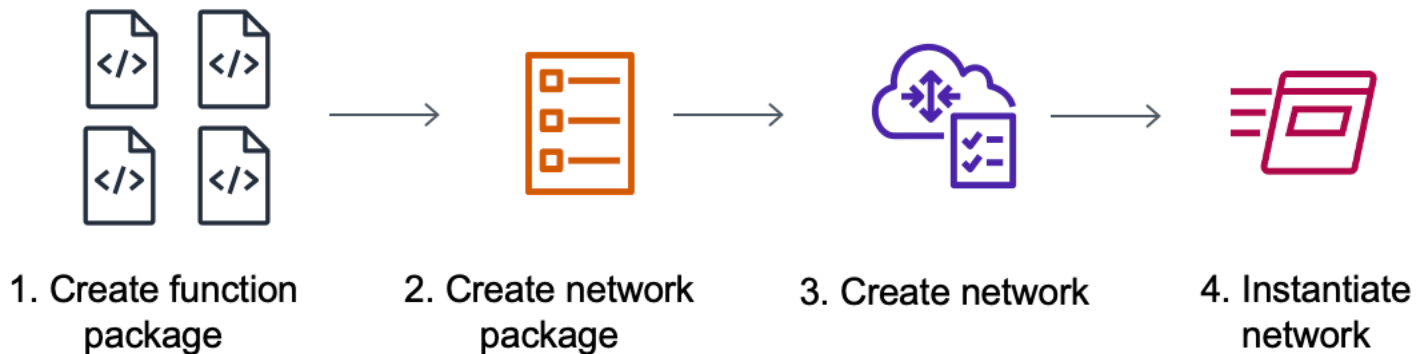 </>
</>
</>
</>
1. Create function
package
2. Create network
package
3. Create network
4. Instantiate
network